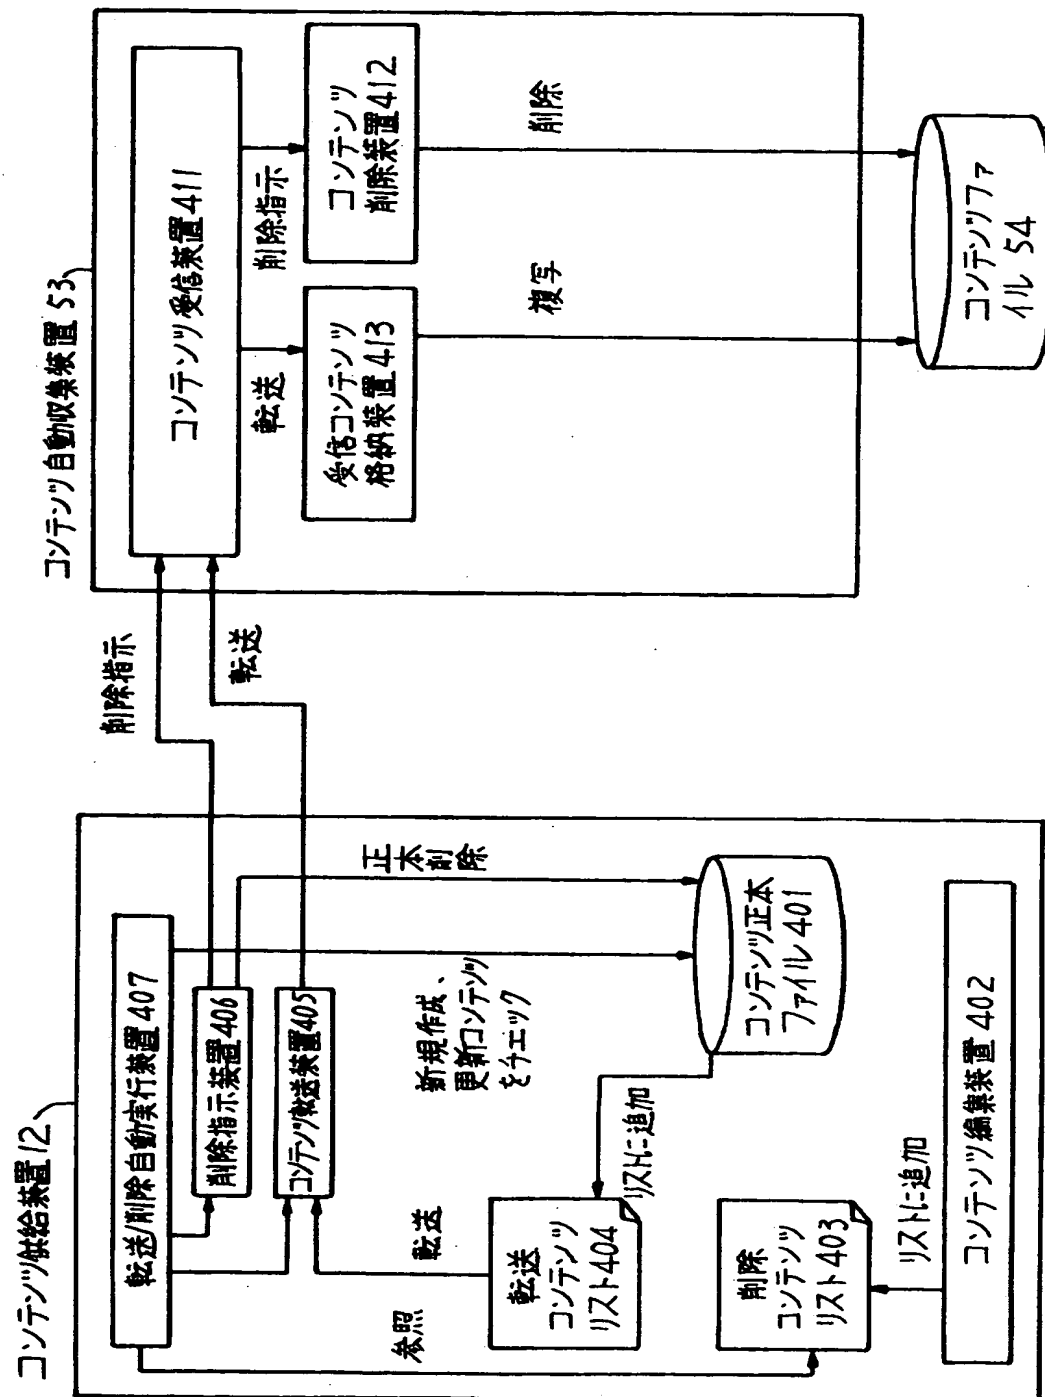 コンテンツ供給装置12
転送/削除自動実行装置407
削除指示装置406
コンテンツ転送装置405
参照
転送
転送
コンテンツ
リスト404
リストに追加
新規作成、
更新コンテンツ
をチェック
正本削除
コンテンツ正本
ファイル401
削除
コンテンツ
リスト403
リストに追加
コンテンツ編集装置402
削除指示
転送
コンテンツ自動収集装置53
コンテンツ受信装置411
転送
削除指示
受信コンテンツ
格納装置413
コンテンツ
削除装置412
複写
削除
コンテンツファ
イル 54